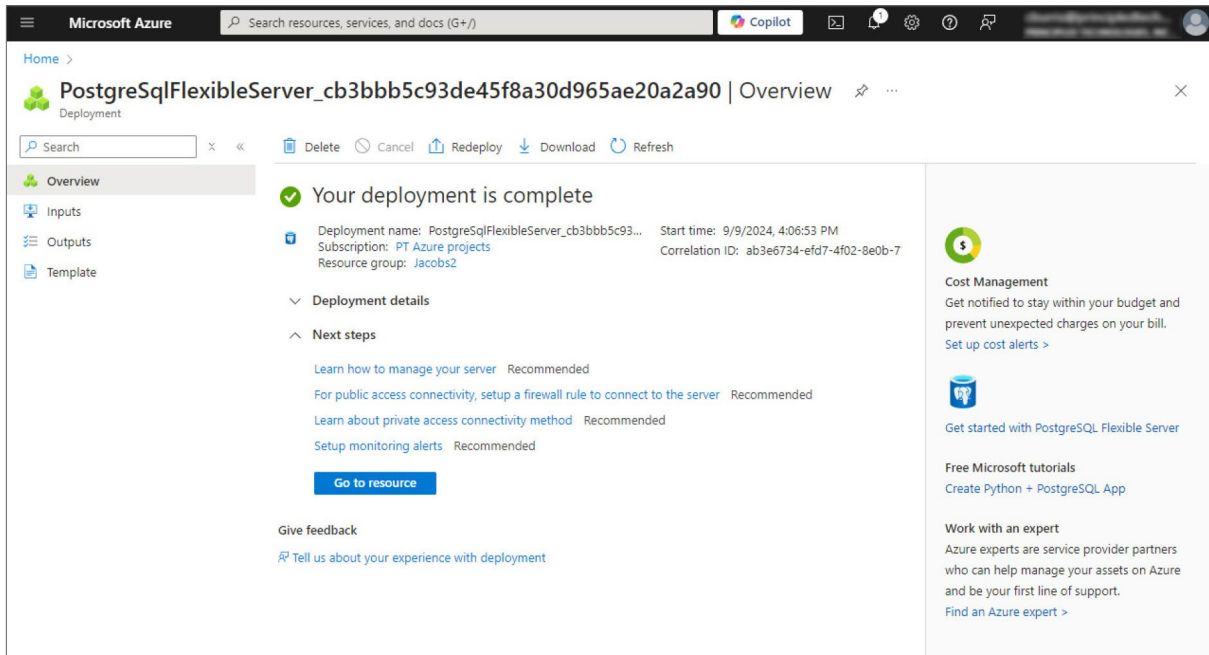 Microsoft Azure
Search resources, services, and docs (G+/)
Copilot
1
Home >
PostgreSqlFlexibleServer_cb3bbb5c93de45f8a30d965ae20a2a90 | Overview
Deployment
Search
Delete
Cancel
Redeploy
Download
Refresh
Overview
Inputs
Outputs
Template
Your deployment is complete
Deployment name: PostgreSqlFlexibleServer_cb3bbb5c93...
Subscription: PT Azure projects
Resource group: Jacobs2
Start time: 9/9/2024, 4:06:53 PM
Correlation ID: ab3e6734-efd7-4f02-8e0b-7
Deployment details
Next steps
Learn how to manage your server Recommended
For public access connectivity, setup a firewall rule to connect to the server Recommended
Learn about private access connectivity method Recommended
Setup monitoring alerts Recommended
Go to resource
Give feedback
Tell us about your experience with deployment
$
Cost Management
Get notified to stay within your budget and
prevent unexpected charges on your bill.
Set up cost alerts >
Get started with PostgreSQL Flexible Server
Free Microsoft tutorials
Create Python + PostgreSQL App
Work with an expert
Azure experts are service provider partners
who can help manage your assets on Azure
and be your first line of support.
Find an Azure expert >